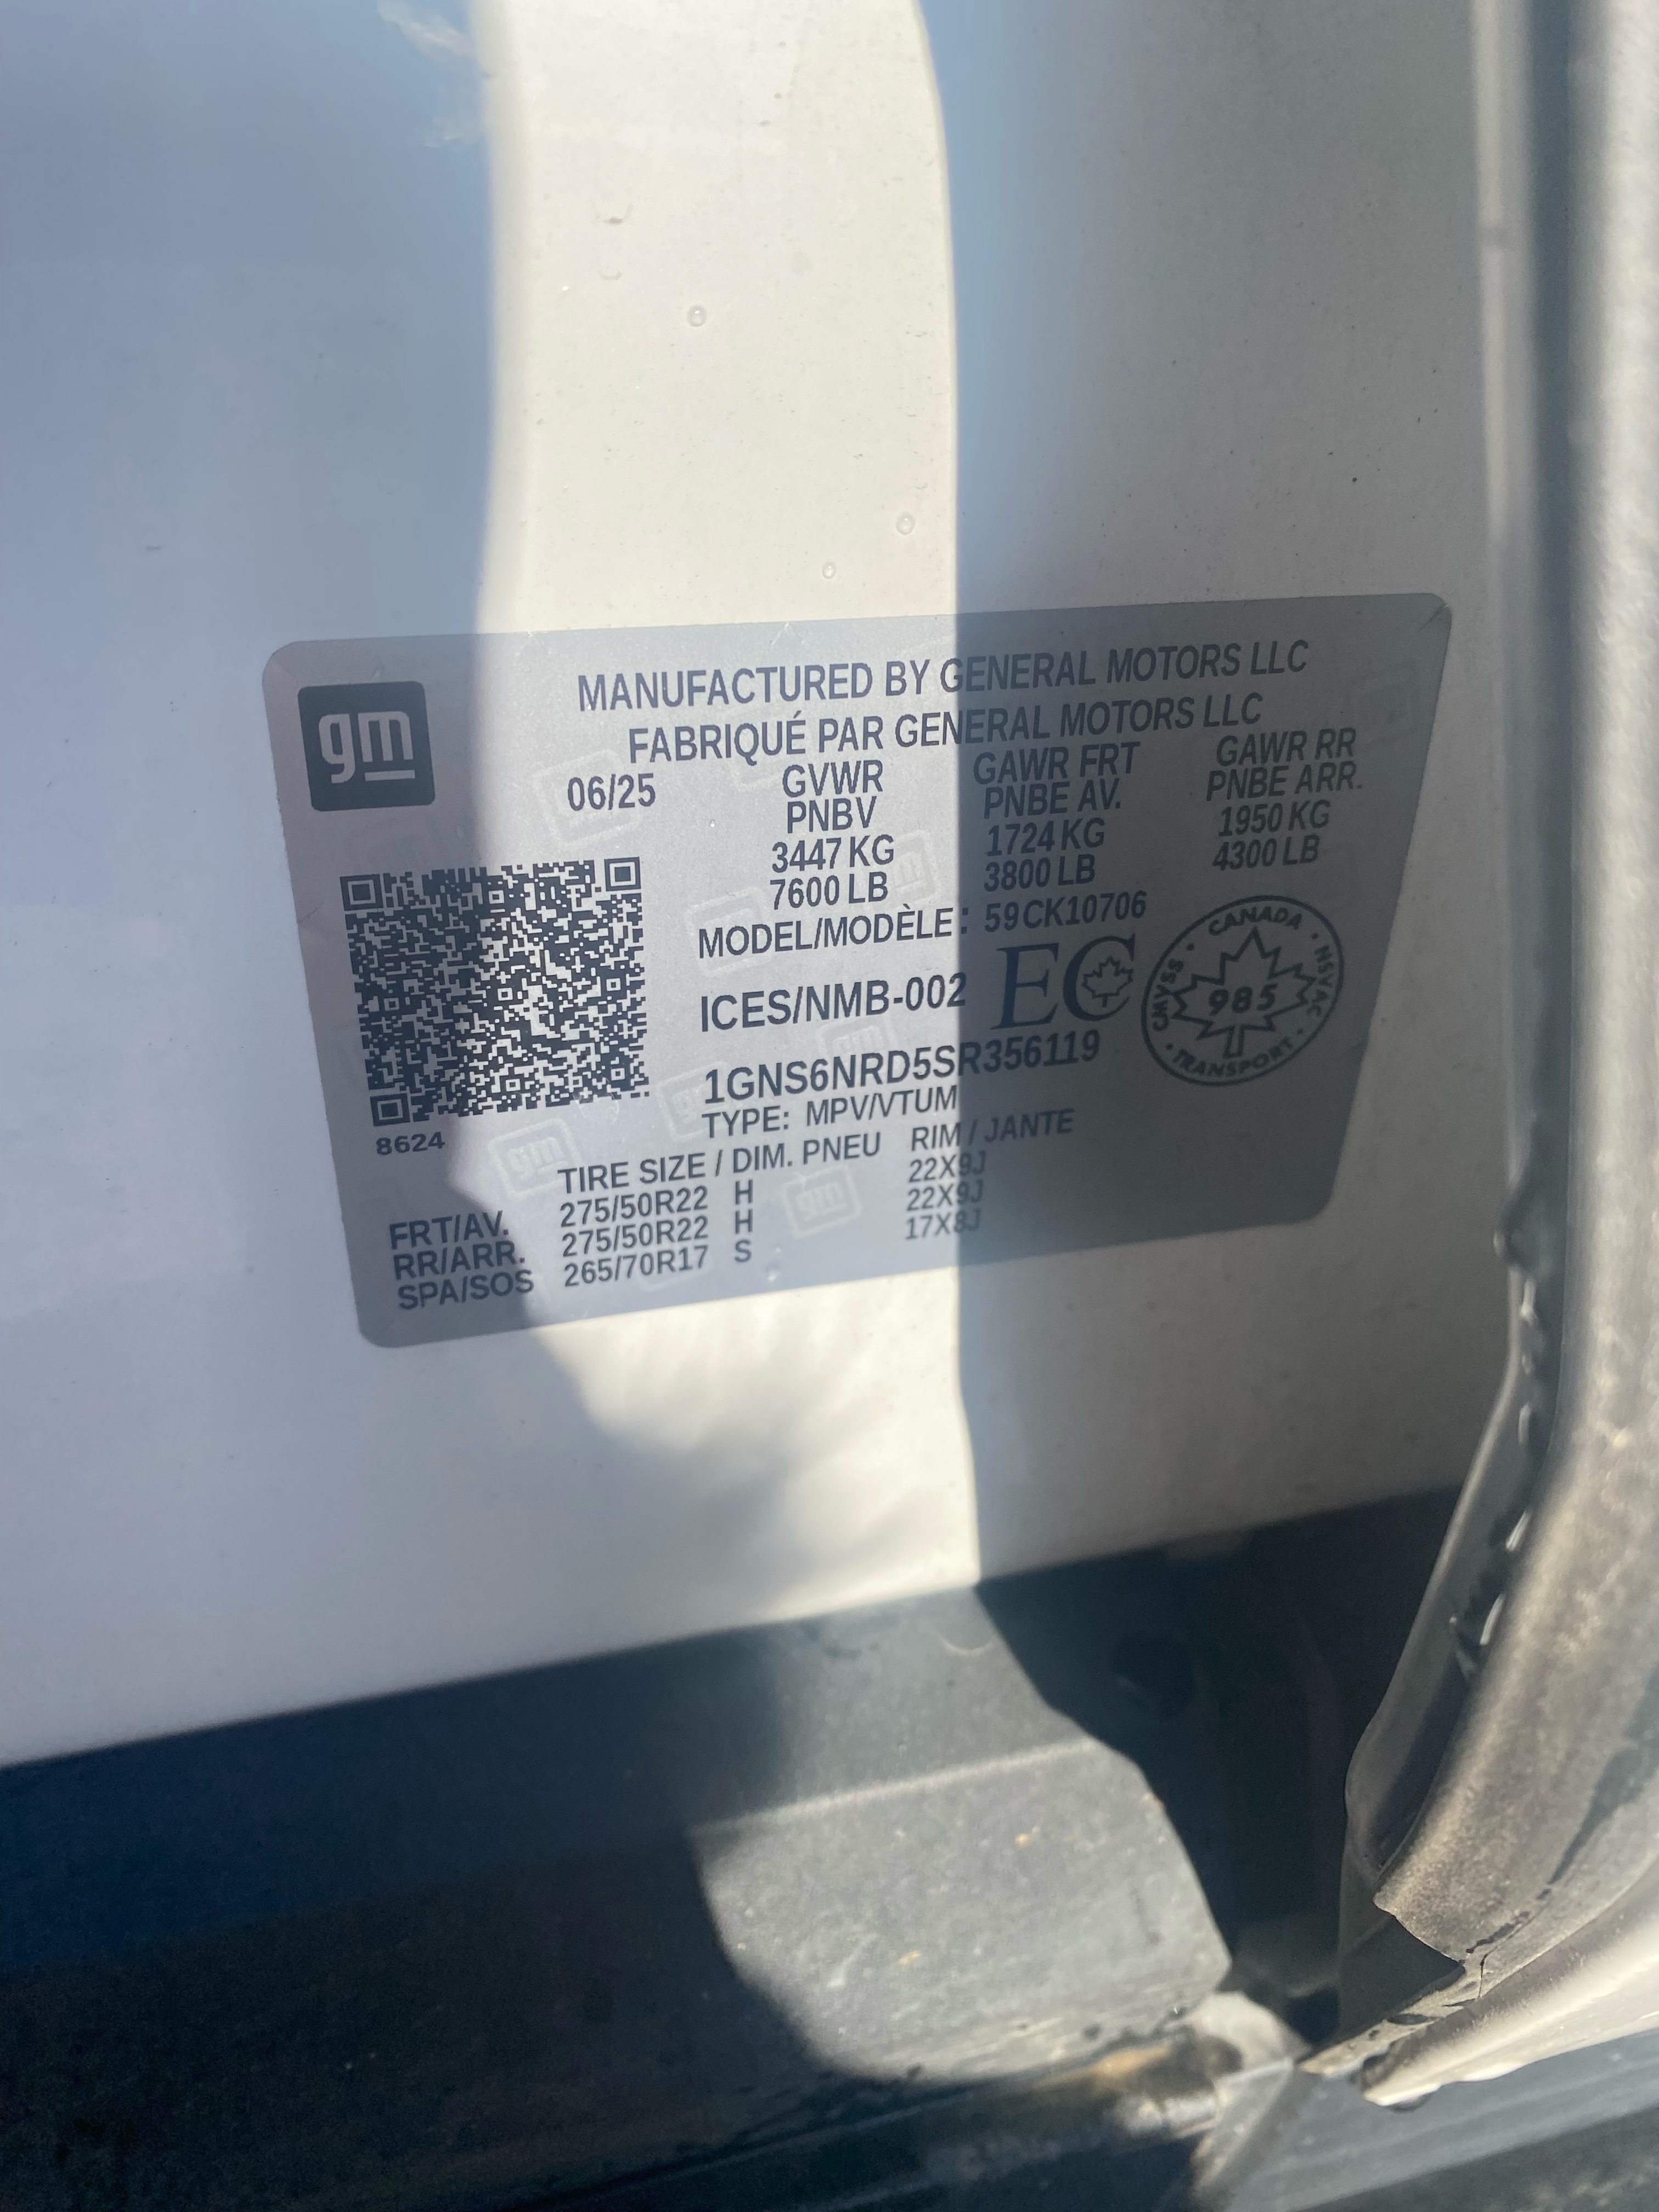 gm
MANUFACTURED BY GENERAL MOTORS LLC
FABRIQUÉ PAR GENERAL MOTORS LLC
06/25
GVWR
PNBV
3447 KG
7600 LB
GAWR FRT
PNBE AV.
1724 KG
3800 LB
GAWR RR
PNBE ARR.
1950 KG
4300 LB
MODEL/MODÈLE: 59CK10706
ICES/NMB-002
EC
CANADA
CMVSS
985
NSVAC
TRANSPORT
1GNS6NRD5SR356119
TYPE: MPV/VTUM
8624
TIRE SIZE / DIM. PNEU RIM / JANTE
FRT/AV. 275/50R22 H 22X9J
RR/ARR. 275/50R22 H 22X9J
SPA/SOS 265/70R17 S 17X8J